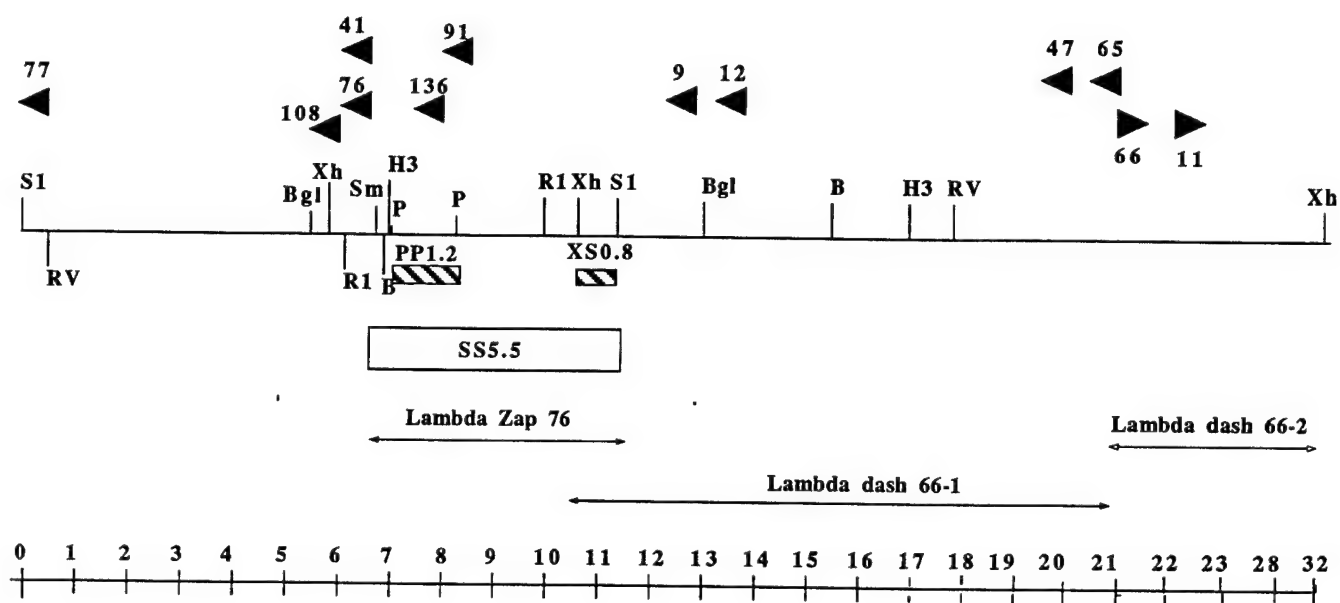 41 91
77 76 136 9 12 47 65
108 66 11
S1 Bgl Xh Sm H3 P P R1 Xh S1 Bgl B H3 RV Xh
RV R1 B PP1.2 XS0.8
SS5.5
Lambda Zap 76
Lambda dash 66-2
Lambda dash 66-1
0 1 2 3 4 5 6 7 8 9 10 11 12 13 14 15 16 17 18 19 20 21 22 23 28 32